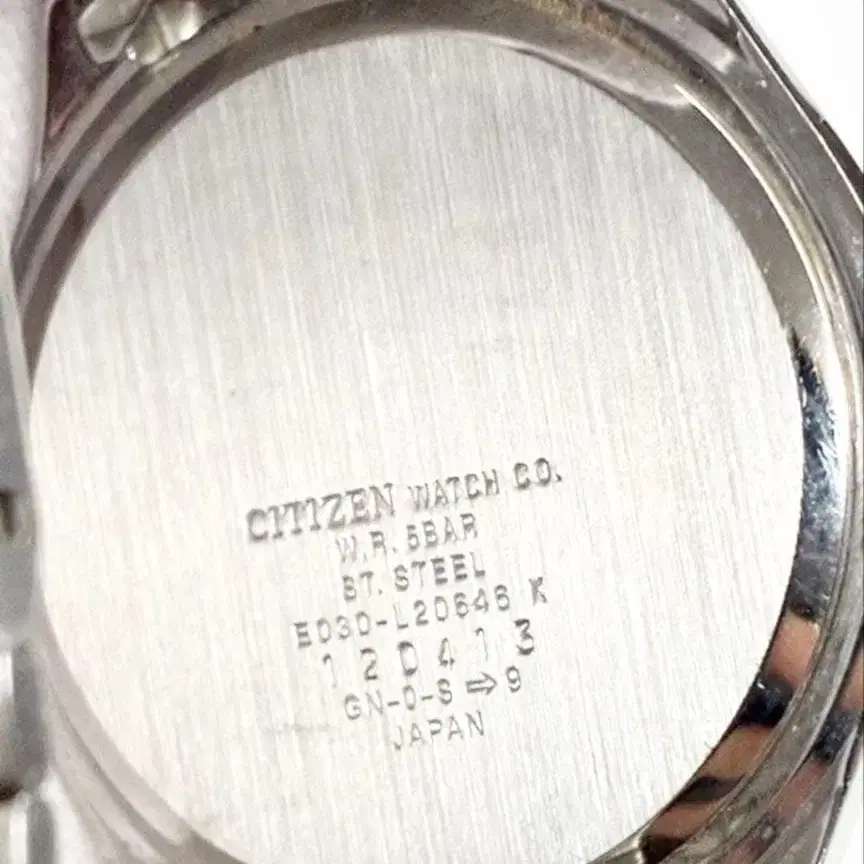 CITIZEN WATCH CO.
W.R. 5BAR
ST. STEEL
E030-L20646 K
120413
GN-0-S ⇨ 9
JAPAN